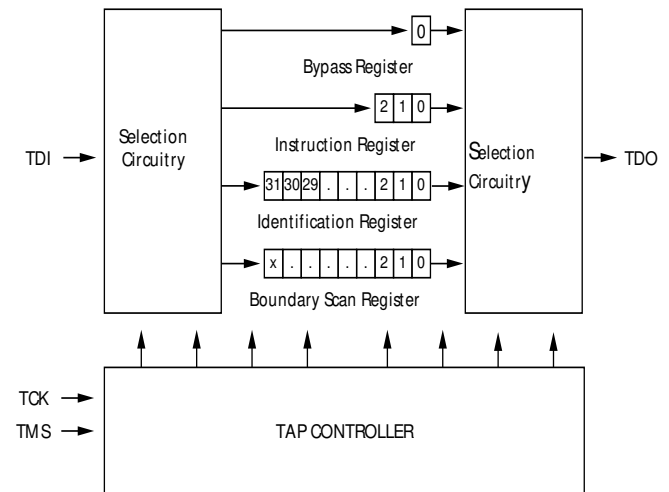 0
Bypass Register
2 1 0
Selection
Circuitry
Selection
Circuitry
TDI
TDO
Instruction Register
31 30 29 . . . 2 1 0
Identification Register
x . . . . . 2 1 0
Boundary Scan Register
TCK
TMS
TAP CONTROLLER